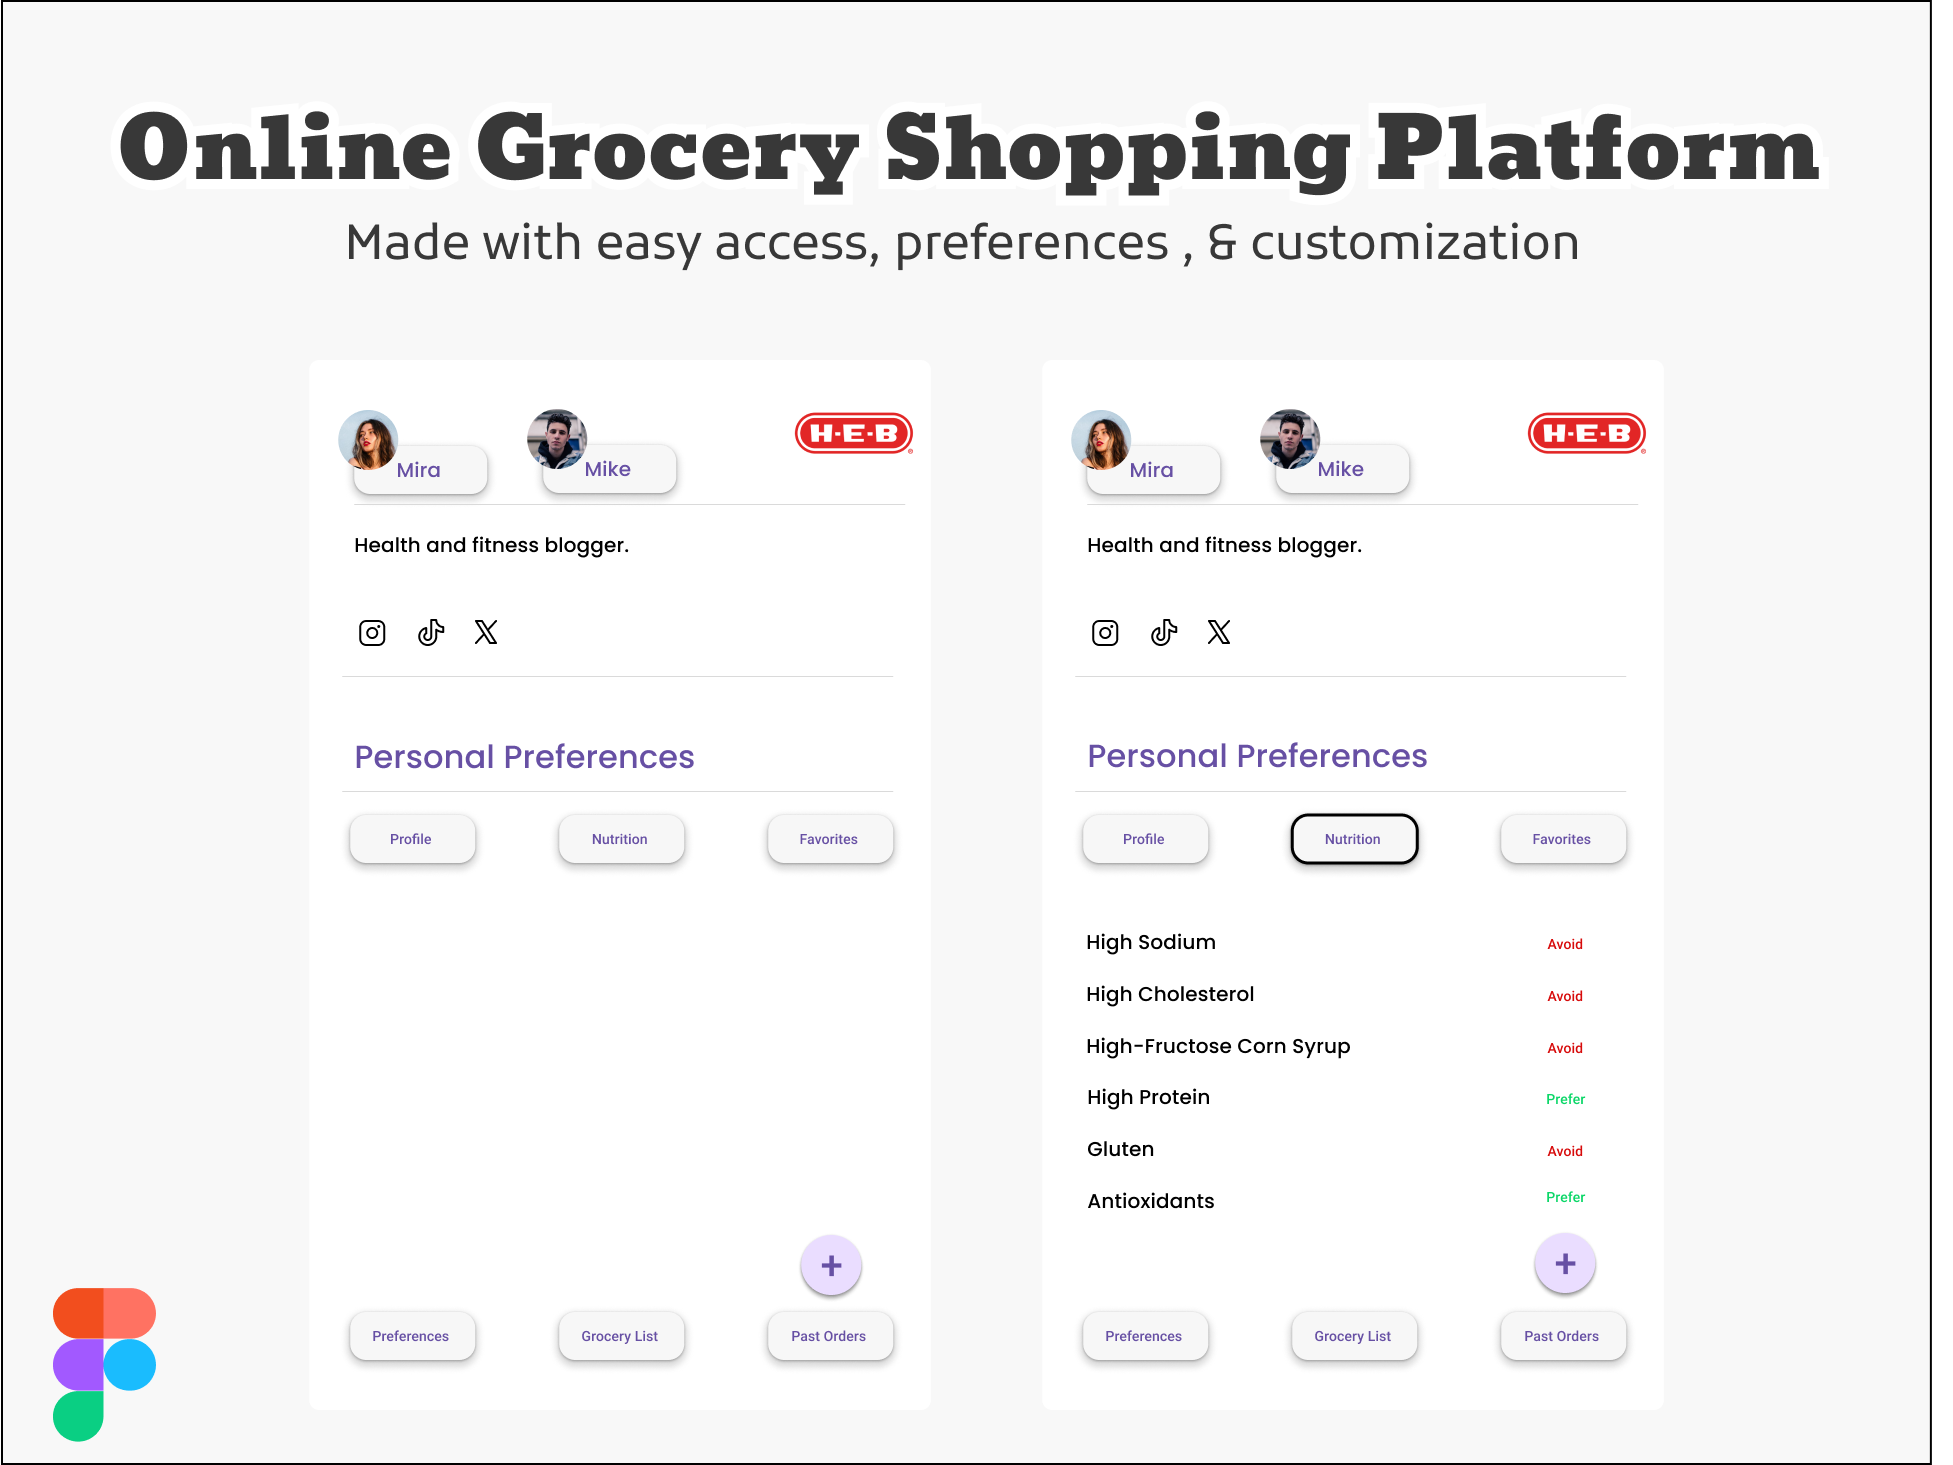 Online Grocery Shopping Platform
Made with easy access, preferences , & customization
Mira
Mike
H-E-B
Health and fitness blogger.
Personal Preferences
Profile
Nutrition
Favorites
+
Preferences
Grocery List
Past Orders
Mira
Mike
H-E-B
Health and fitness blogger.
Personal Preferences
Profile
Nutrition
Favorites
High Sodium Avoid
High Cholesterol Avoid
High-Fructose Corn Syrup Avoid
High Protein Prefer
Gluten Avoid
Antioxidants Prefer
+
Preferences
Grocery List
Past Orders